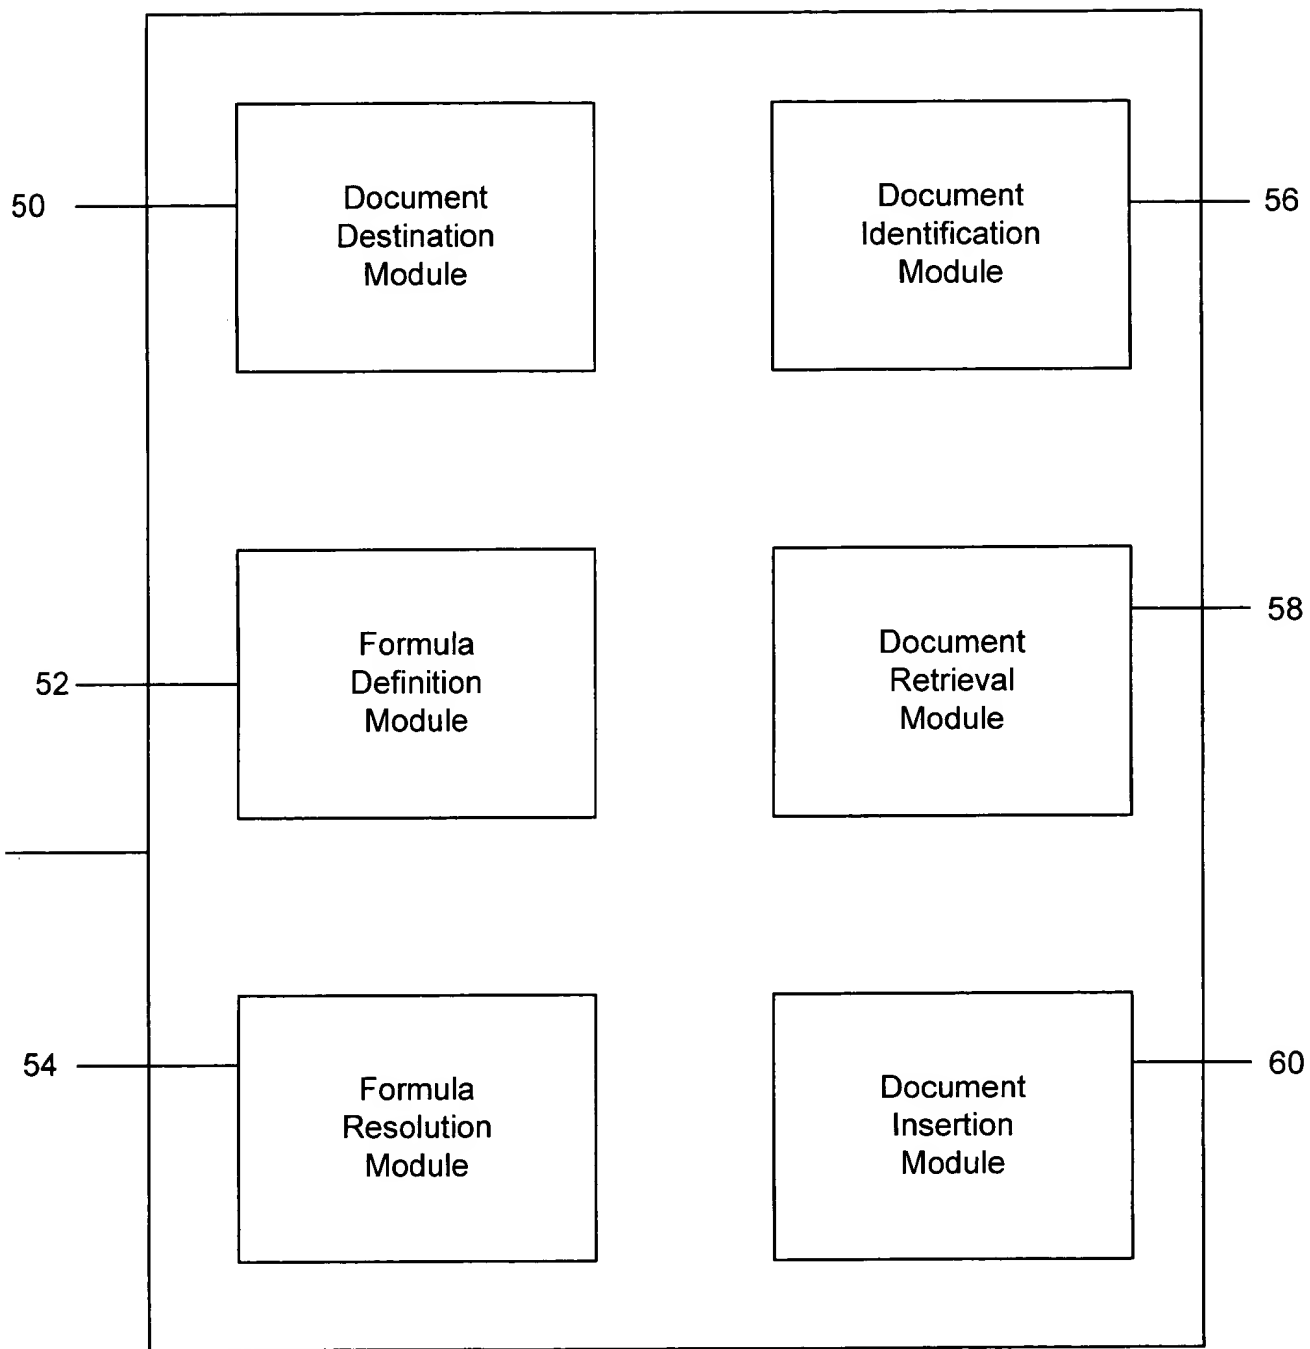 50
Document
Destination
Module
Document
Identification
Module
56
52
Formula
Definition
Module
Document
Retrieval
Module
58
54
Formula
Resolution
Module
Document
Insertion
Module
60